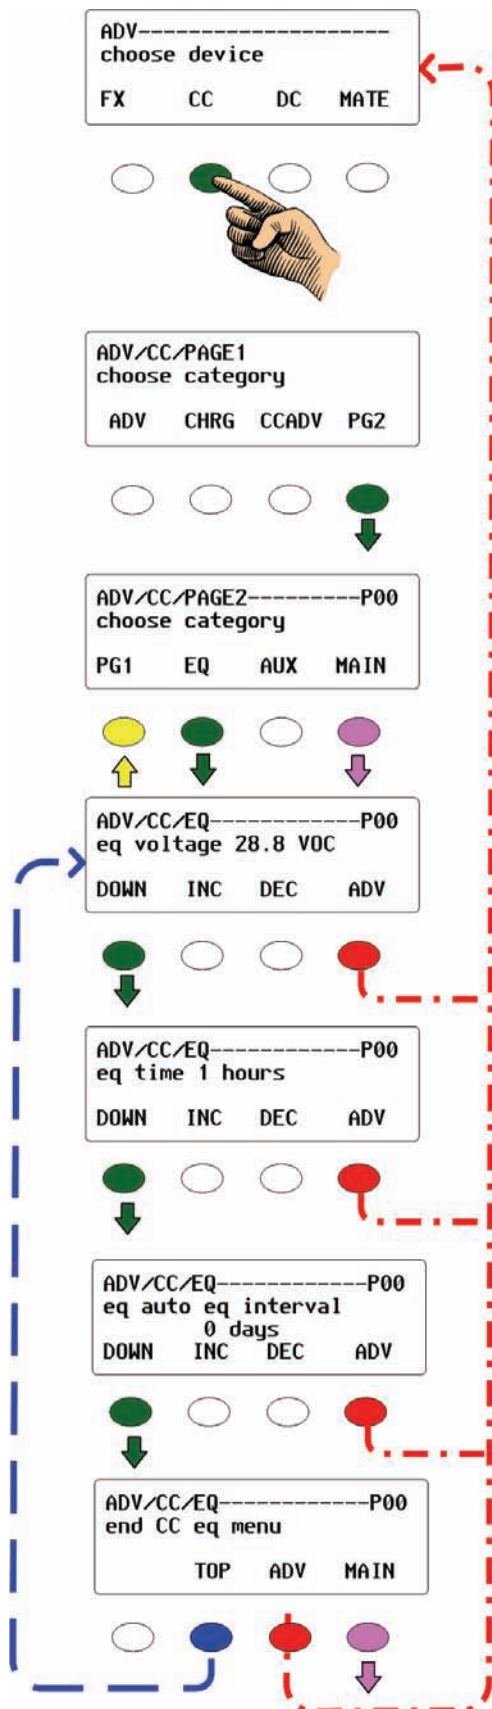 ADV---------------------
choose device
FX CC DC MATE
ADV/CC/PAGE1
choose category
ADV CHRG CCADV PG2
ADV/CC/PAGE2----------P00
choose category
PG1 EQ AUX MAIN
ADV/CC/EQ-------------P00
eq voltage 28.8 VOC
DOWN INC DEC ADV
ADV/CC/EQ-------------P00
eq time 1 hours
DOWN INC DEC ADV
ADV/CC/EQ-------------P00
eq auto eq interval
0 days
DOWN INC DEC ADV
ADV/CC/EQ-------------P00
end CC eq menu
TOP ADV MAIN